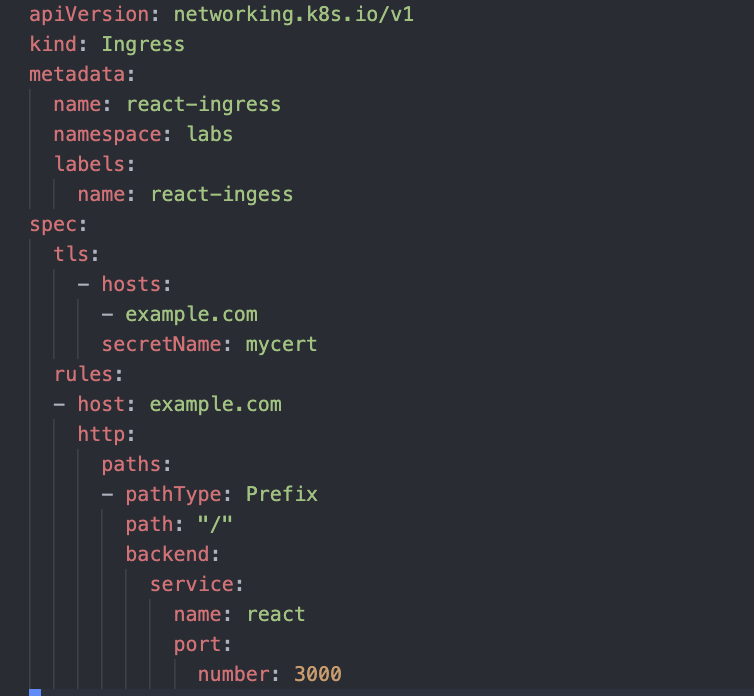 apiVersion: networking.k8s.io/v1
kind: Ingress
metadata:
  name: react-ingress
  namespace: labs
  labels:
    name: react-ingess
spec:
  tls:
    - hosts:
      - example.com
      secretName: mycert
  rules:
  - host: example.com
    http:
      paths:
      - pathType: Prefix
        path: "/"
        backend:
          service:
            name: react
            port:
              number: 3000